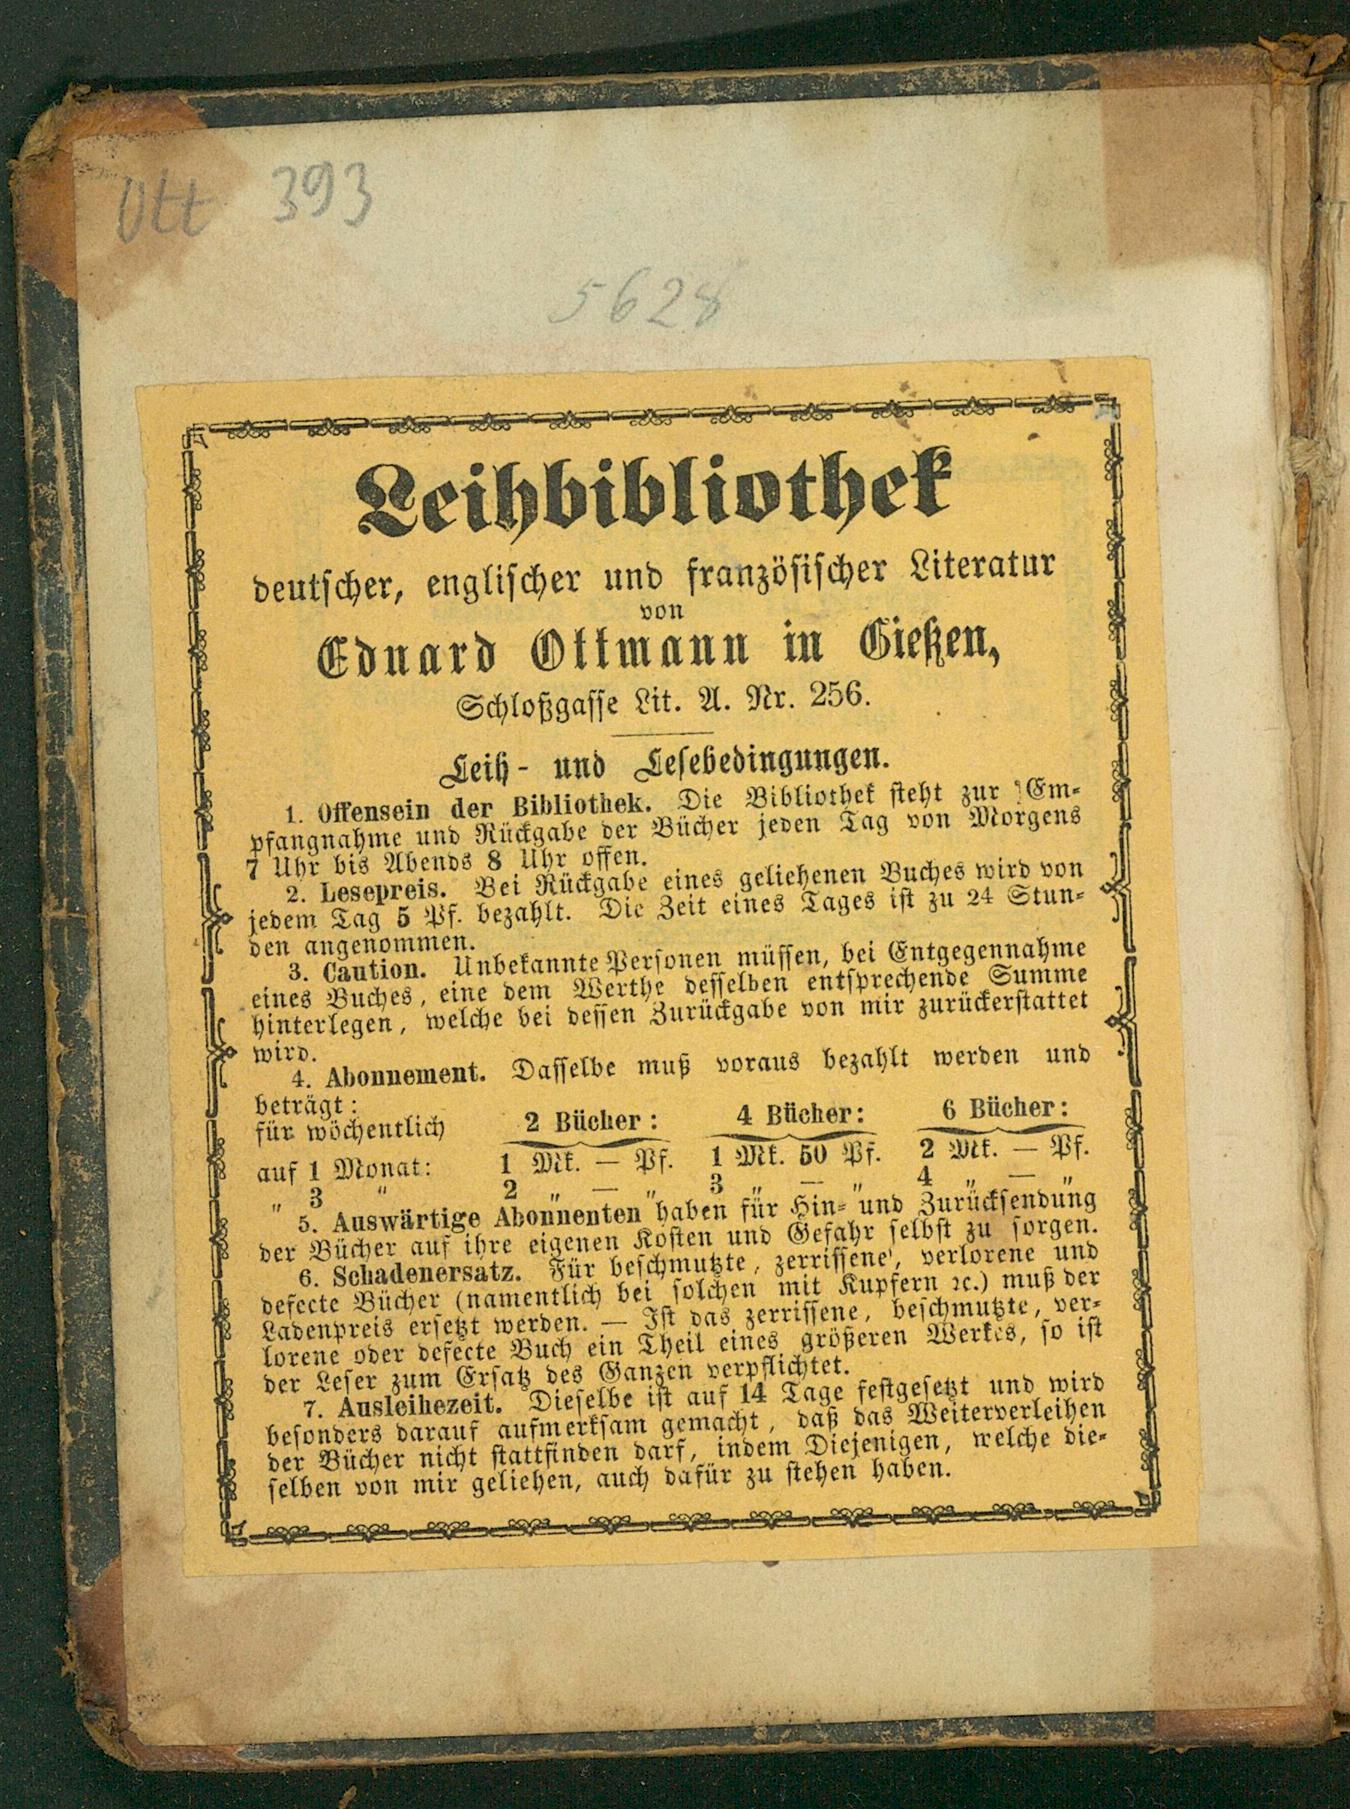 Ott 393
5628
Leihbibliothek
deutscher, englischer und französischer Literatur
von
Eduard Ottmann in Gießen,
Schloßgasse Lit. A. Nr. 256.
Leih- und Lesebedingungen.
1. Offensein der Bibliothek. Die Bibliothek steht zur Em-
pfangnahme und Rückgabe der Bücher jeden Tag von Morgens
7 Uhr bis Abends 8 Uhr offen.
2. Lesepreis. Bei Rückgabe eines geliehenen Buches wird von
jedem Tag 5 Pf. bezahlt. Die Zeit eines Tages ist zu 24 Stun-
den angenommen.
3. Caution. Unbekannte Personen müssen, bei Entgegennahme
eines Buches, eine dem Werthe desselben entsprechende Summe
hinterlegen, welche bei dessen Zurückgabe von mir zurückerstattet
wird.
4. Abonnement. Dasselbe muß voraus bezahlt werden und
beträgt:
für wöchentlich 2 Bücher: 4 Bücher: 6 Bücher:
auf 1 Monat: 1 Mk. — Pf. 1 Mk. 50 Pf. 2 Mk. — Pf.
" 3 " 2 " — " 3 " — " 4 — "
5. Auswärtige Abonnenten haben für Hin- und Zurücksendung
der Bücher auf ihre eigenen Kosten und Gefahr selbst zu sorgen.
6. Schadenersatz. Für beschmutzte, zerrissene, verlorene und
defecte Bücher (namentlich bei solchen mit Kupfern ꝛc.) muß der
Ladenpreis ersetzt werden. — Ist das zerrissene, beschmutzte, ver-
lorene oder defecte Buch ein Theil eines größeren Werkes, so ist
der Leser zum Ersatz des Ganzen verpflichtet.
7. Ausleihezeit. Dieselbe ist auf 14 Tage festgesetzt und wird
besonders darauf aufmerksam gemacht, daß das Weiterverleihen
der Bücher nicht stattfinden darf, indem Diejenigen, welche die-
selben von mir geliehen, auch dafür zu stehen haben.